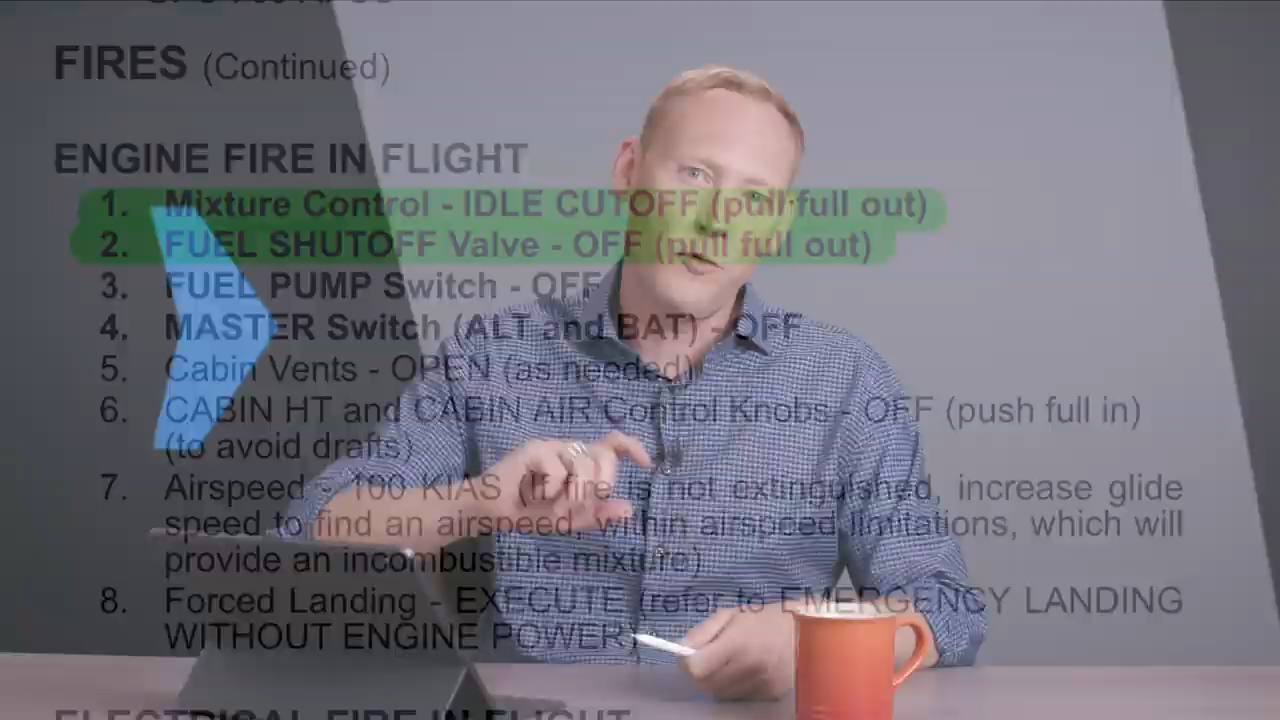 FIRES (Continued)
ENGINE FIRE IN FLIGHT
1. Mixture Control - IDLE CUTOFF (pull full out)
2. FUEL SHUTOFF Valve - OFF (pull full out)
3. FUEL PUMP Switch - OFF
4. MASTER Switch (ALT and BAT) - OFF
5. Cabin Vents - OPEN (as needed)
6. CABIN HT and CABIN AIR Control Knobs - OFF (push full in)
(to avoid drafts)
7. Airspeed - 100 KIAS (If fire is not extinguished, increase glide
speed to find an airspeed, within airspeed limitations, which will
provide an incombustible mixture)
8. Forced Landing - EXECUTE (refer to EMERGENCY LANDING
WITHOUT ENGINE POWER)
ELECTRICAL FIRE IN FLIGHT